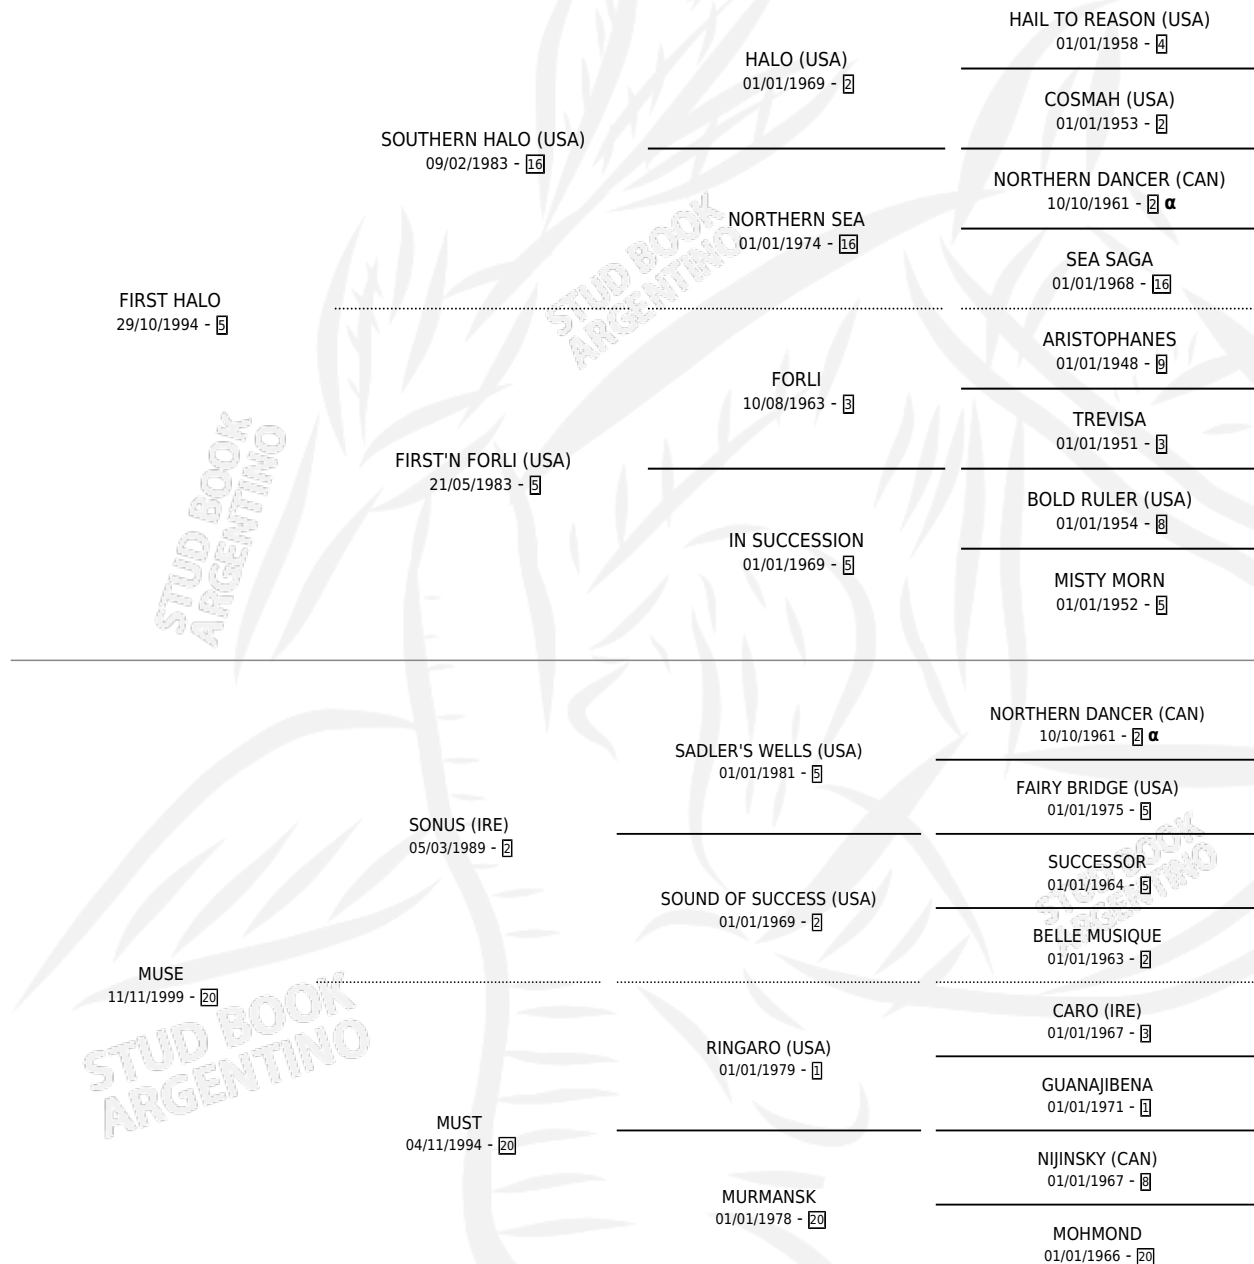 HAIL TO REASON (USA)
01/01/1958 - 4
HALO (USA)
01/01/1969 - 2
COSMAH (USA)
01/01/1953 - 2
SOUTHERN HALO (USA)
09/02/1983 - 16
NORTHERN DANCER (CAN)
10/10/1961 - 2 α
NORTHERN SEA
01/01/1974 - 16
SEA SAGA
01/01/1968 - 16
STUD BOOK
ARGENTINO
FIRST HALO
29/10/1994 - 5
ARISTOPHANES
01/01/1948 - 9
FORLI
10/08/1963 - 3
TREVISA
01/01/1951 - 3
FIRST'N FORLI (USA)
21/05/1983 - 5
BOLD RULER (USA)
01/01/1954 - 8
IN SUCCESSION
01/01/1969 - 5
MISTY MORN
01/01/1952 - 5
STUD BOOK
ARGENTINO
NORTHERN DANCER (CAN)
10/10/1961 - 2 α
SADLER'S WELLS (USA)
01/01/1981 - 5
FAIRY BRIDGE (USA)
01/01/1975 - 5
SONUS (IRE)
05/03/1989 - 2
SUCCESSOR
01/01/1964 - 5
STUD BOOK
ARGENTINO
SOUND OF SUCCESS (USA)
01/01/1969 - 2
BELLE MUSIQUE
01/01/1963 - 2
MUSE
11/11/1999 - 20
STUD BOOK
ARGENTINO
CARO (IRE)
01/01/1967 - 3
RINGARO (USA)
01/01/1979 - 1
GUANAJIBENA
01/01/1971 - 1
MUST
04/11/1994 - 20
NIJINSKY (CAN)
01/01/1967 - 8
MURMANSK
01/01/1978 - 20
MOHMOND
01/01/1966 - 20